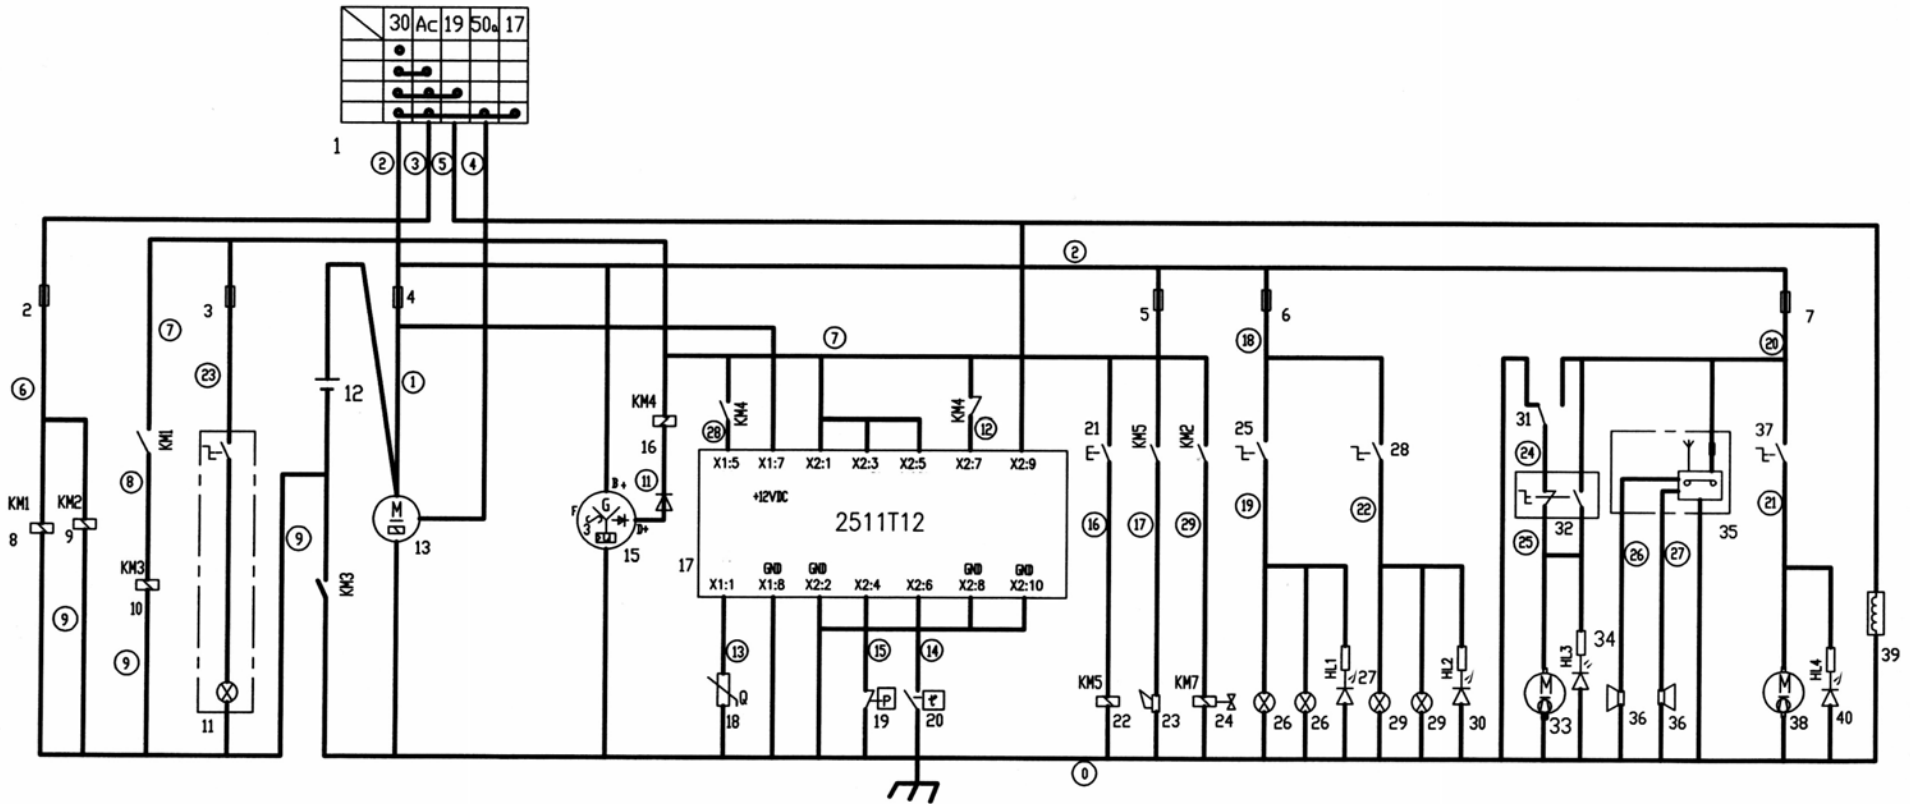 30 Ac 19 50a 17
1
2 3 5 4
2
2 3 4 5 6 7
7 7 18 20
6 23 1
12
KM4 KM4 KM4 21 KM5 KM2 25 28 31 37
KM1 28 16 12
8 24
X1:5 X1:7 X2:1 X2:3 X2:5 X2:7 X2:9
11 B+
+12VDC
KM1 KM2 M F G 3 D+ 2511T12 16 17 29 19 22 32 35 21
8 9 9 13 15 25 26 27
KM3 KM3 17 GND GND GND GND
X1:1 X1:8 X2:2 X2:4 X2:6 X2:8 X2:10
10
9 9 13 15 14 HL1 HL2 HL3 34 HL4 39
KM5 KM7 27
Q P t° M M
11 18 19 20 22 23 24 26 26 29 29 30 33 36 36 38 40
0